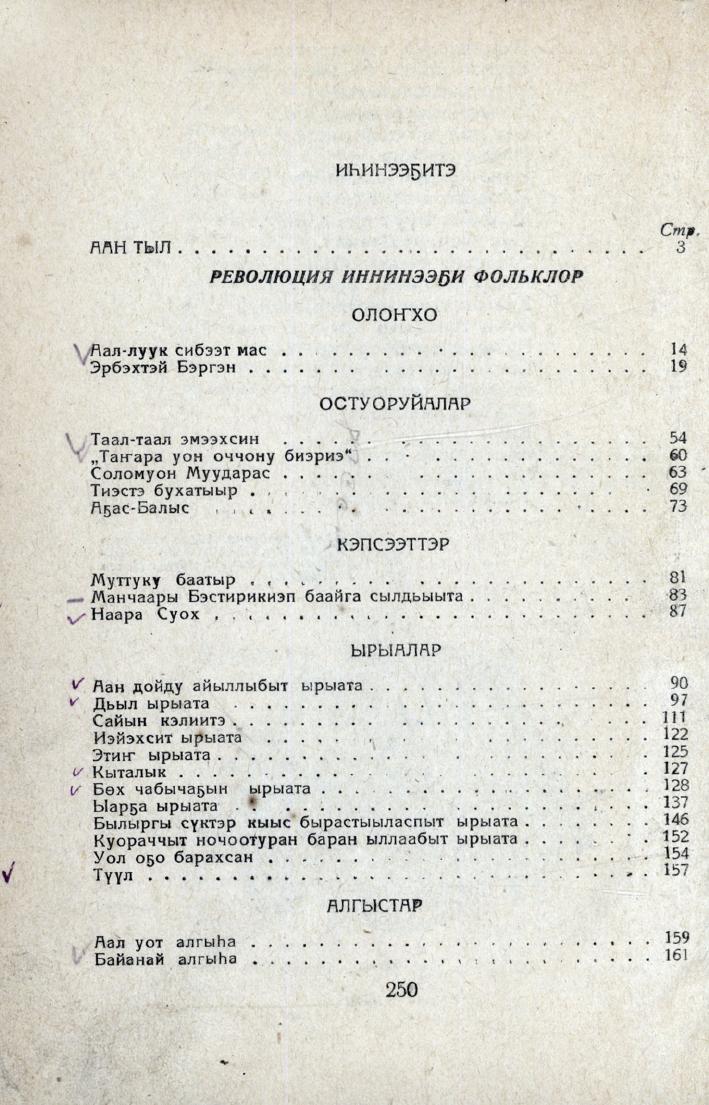 ИҺИНЭЭҔИТЭ
Стр.
ААН ТЫЛ 3
РЕВОЛЮЦИЯ ИННИНЭЭҔИ ФОЛЬКЛОР
ОЛОҤХО
Аал-луук сибээт мас 14
Эрбэхтэй Бэргэн 19
ОСТУОРУЙАЛАР
Таал-таал эмээхсин 54
„Таҥара уон оччону биэриэ“ 60
Соломуон Муударас 63
Тиэстэ бухатыыр 69
Аҕас-Балыс 73
КЭПСЭЭТТЭР
Муттуку баатыр 81
Манчаары Бэстирикиэп баайга сылдьыыта 83
Наара Суох 87
ЫРЫАЛАР
Аан дойду айыллыбыт ырыата 90
Дьыл ырыата 97
Сайын кэлиитэ 111
Иэйэхсит ырыата 122
Этиҥ ырыата 125
Кыталык 127
Бөх чабычаҕын ырыата 128
Ыарҕа ырыата 137
Былыргы сүктэр кыыс бырастыыласпыт ырыата 146
Куораччыт ночоотуран баран ыллаабыт ырыата 152
Уол оҕо барахсан 154
Түүл 157
АЛГЫСТАР
Аал уот алгыһа 159
Байанай алгыһа 161
250